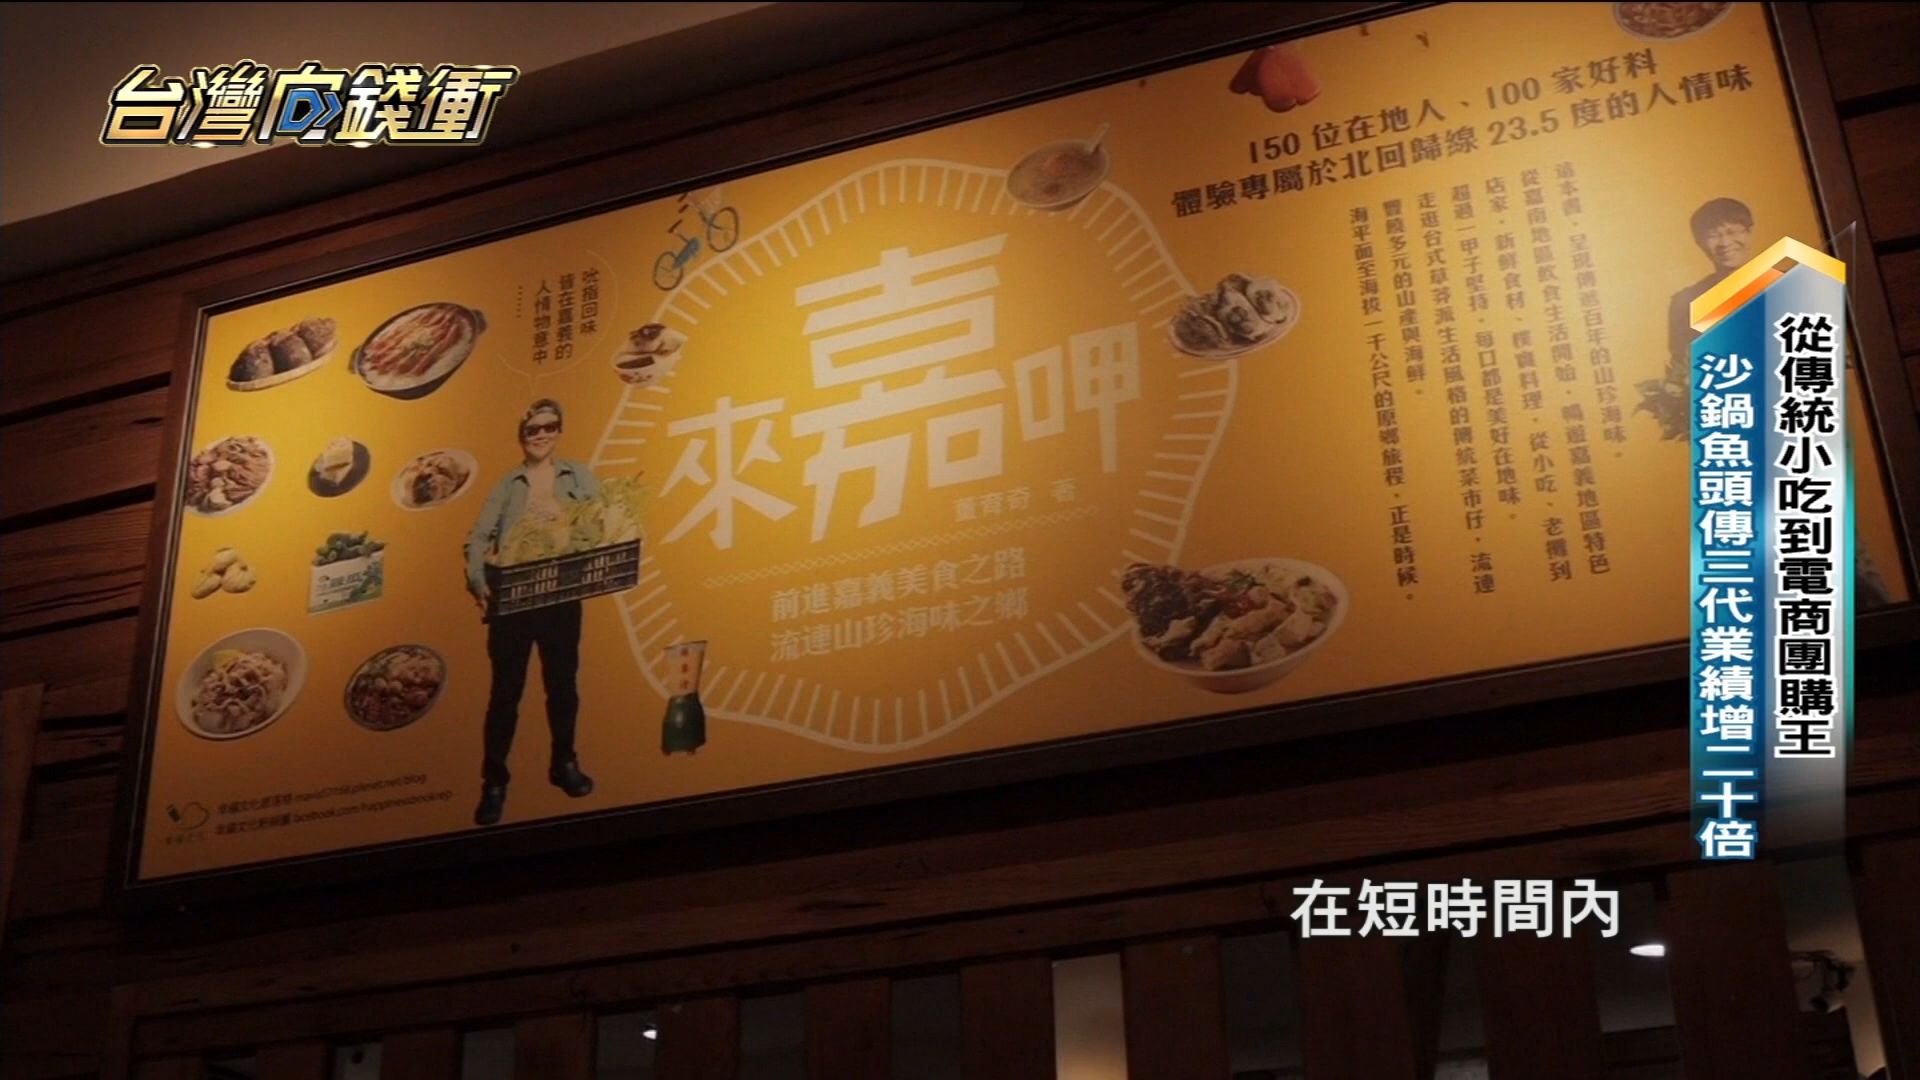 台灣向錢衝
150 位在地人、100 家好料
體驗專屬於北回歸線 23.5 度的人情味
這本書，呈現傳遞百年的山珍海味。
從嘉南地區飲食生活開始，暢遊嘉義地區特色
店家，新鮮食材、樸實料理，從小吃、老攤到
超過一甲子堅持，每口都是美好在地味。
走逛台式草莽派生活風格的傳統菜市仔，流連
豐饒多元的山產與海鮮。
海平面至海拔一千公尺的原鄉旅程，正是時候。
吮指回味
皆在嘉義的
人情物意中
……
來嘉呷
董育奇 著
前進嘉義美食之路
流連山珍海味之鄉
從傳統小吃到電商團購王
沙鍋魚頭傳三代業績增二十倍
在短時間內